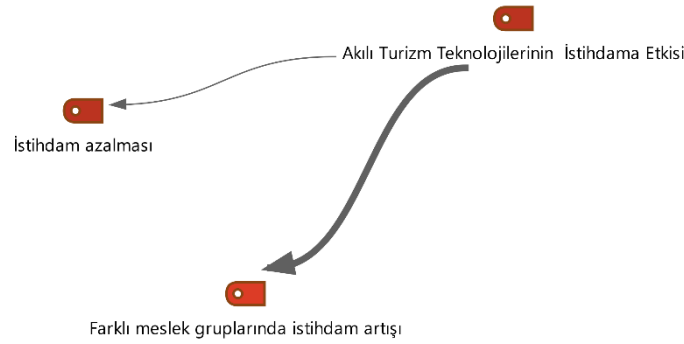 Akılı Turizm Teknolojilerinin İstihdama Etkisi
İstihdam azalması
Farklı meslek gruplarında istihdam artışı